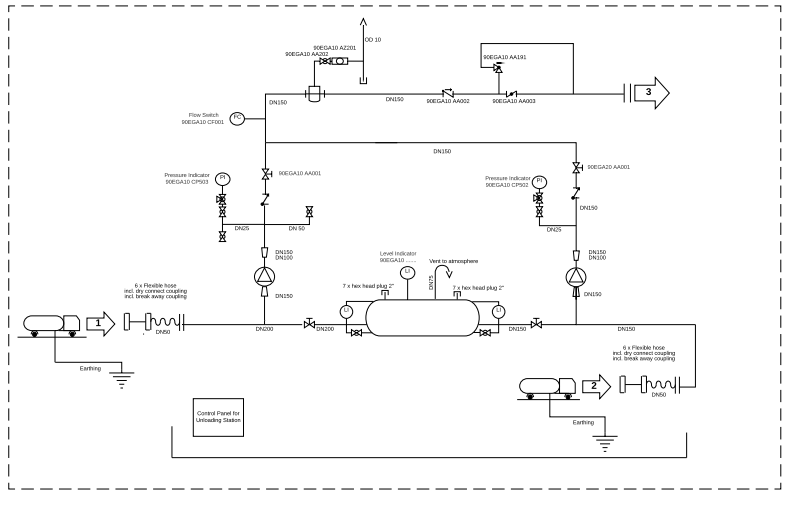 OD 10
90EGA10 AZ201
90EGA10 AA202
90EGA10 AA191
DN150
DN150
90EGA10 AA002
90EGA10 AA003
3
Flow Switch
90EGA10 CF001
FC
DN150
Pressure Indicator
90EGA10 CP503
PI
90EGA10 AA001
Pressure Indicator
90EGA10 CP502
PI
90EGA20 AA001
DN150
DN25
DN 50
DN25
DN150
DN100
Level Indicator
90EGA10 ......
LI
Vent to atmosphere
DN75
DN150
DN100
7 x hex head plug 2"
7 x hex head plug 2"
DN150
DN150
6 x Flexible hose
incl. dry connect coupling
incl. break away coupling
LI
LI
1
DN50
DN200
DN200
DN150
DN150
6 x Flexible hose
incl. dry connect coupling
incl. break away coupling
Earthing
2
DN50
Control Panel for
Unloading Station
Earthing